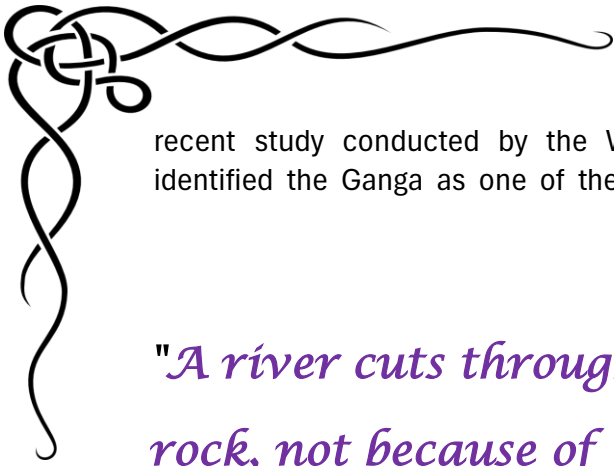 recent study conducted by the
identified the Ganga as one of the
"A river cuts throug
rock, not because of